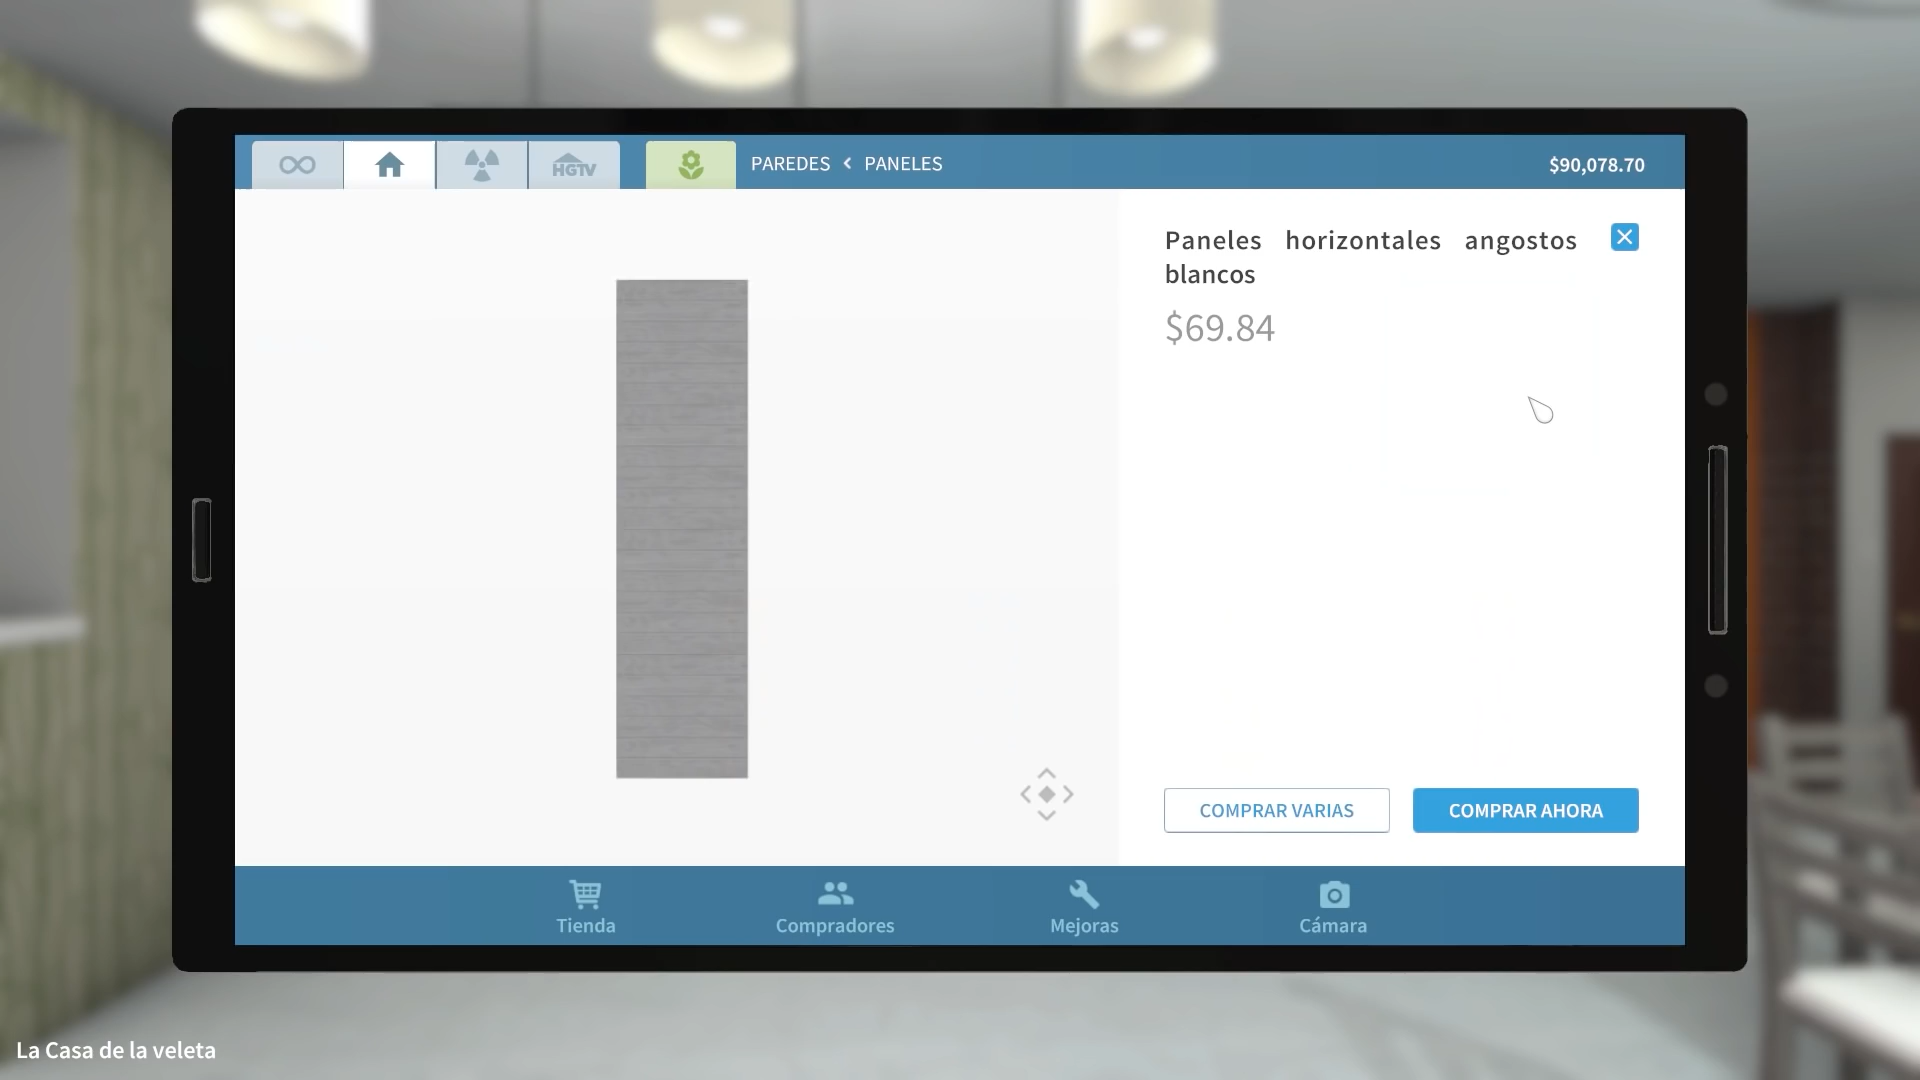 HGTV
PAREDES < PANELES
$90,078.70
Paneles horizontales angostos
blancos
$69.84
COMPRAR VARIAS
COMPRAR AHORA
Tienda
Compradores
Mejoras
Cámara
La Casa de la veleta